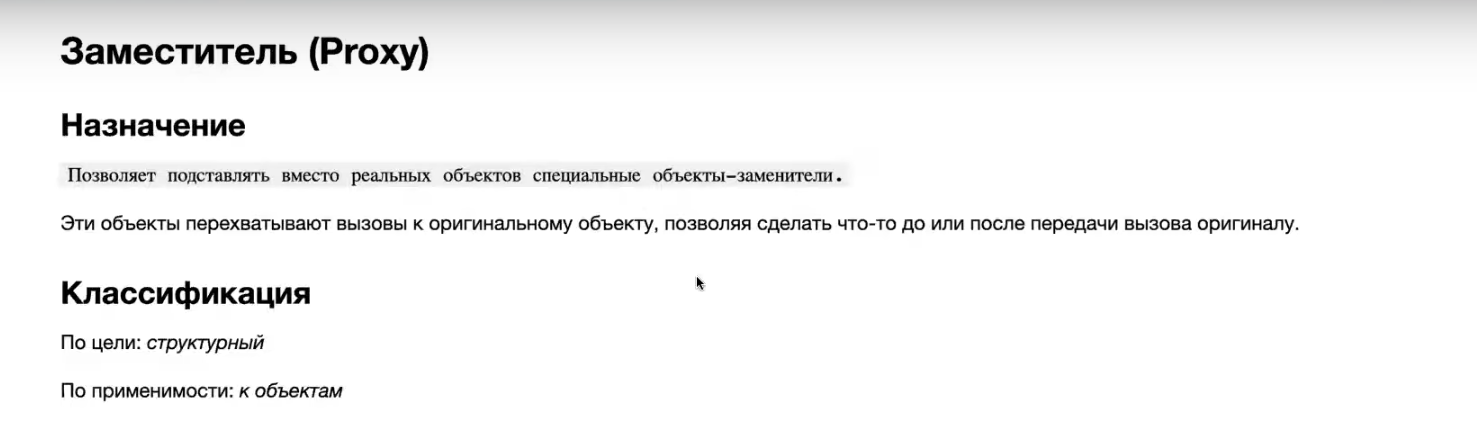 Заместитель (Proxy)
Назначение
Позволяет подставлять вместо реальных объектов специальные объекты-заменители.
Эти объекты перехватывают вызовы к оригинальному объекту, позволяя сделать что-то до или после передачи вызова оригиналу.
Классификация
По цели: структурный
По применимости: к объектам